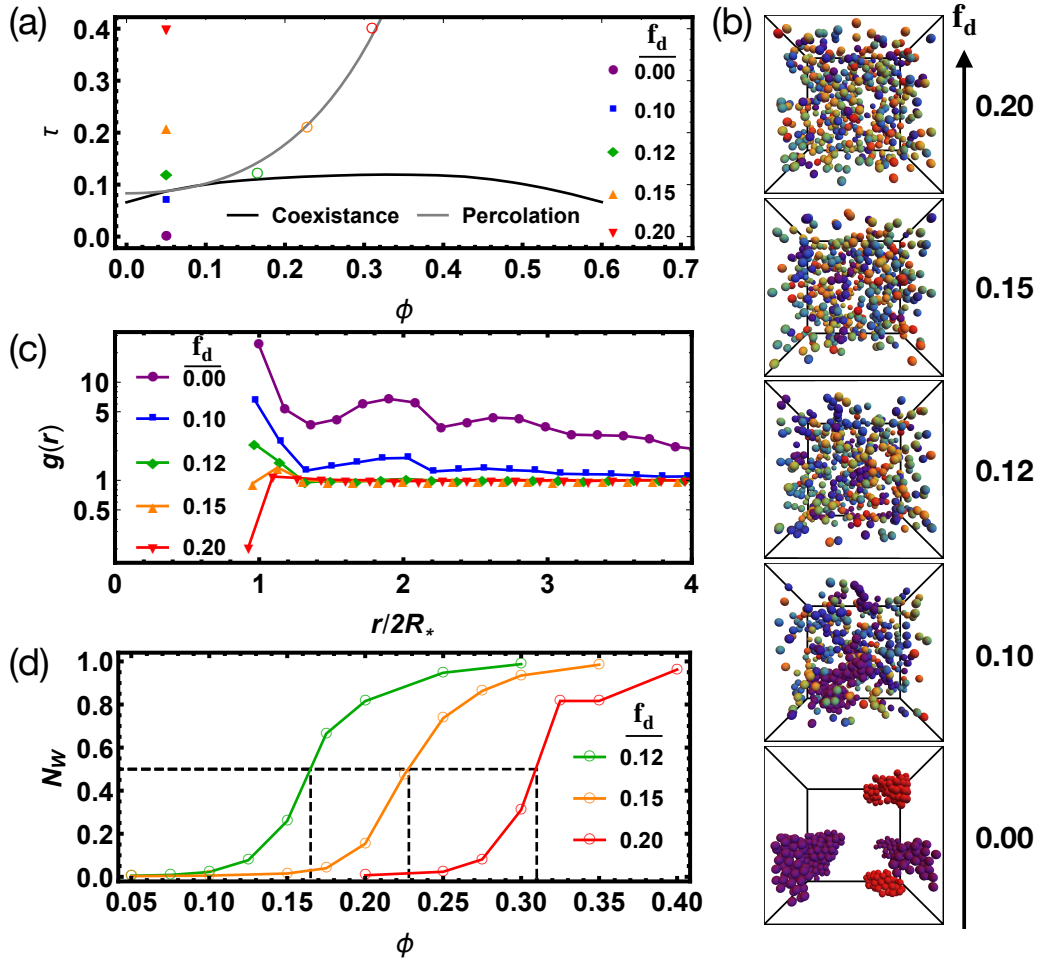 (a)
0.4
0.3
0.2
0.1
0.0
τ
f_d
0.00
0.10
0.12
0.15
0.20
Coexistance
Percolation
0.0 0.1 0.2 0.3 0.4 0.5 0.6 0.7
ϕ
(b)
f_d
0.20
0.15
0.12
0.10
0.00
(c)
10
5
1
0.5
g(r)
f_d
0.00
0.10
0.12
0.15
0.20
0 1 2 3 4
r/2R_*
(d)
1.0
0.8
0.6
0.4
0.2
0.0
N_W
f_d
0.12
0.15
0.20
0.05 0.10 0.15 0.20 0.25 0.30 0.35 0.40
ϕ